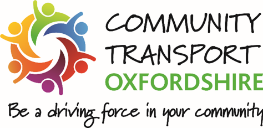 COMMUNITY
TRANSPORT
OXFORDSHIRE
Be a driving force in your community